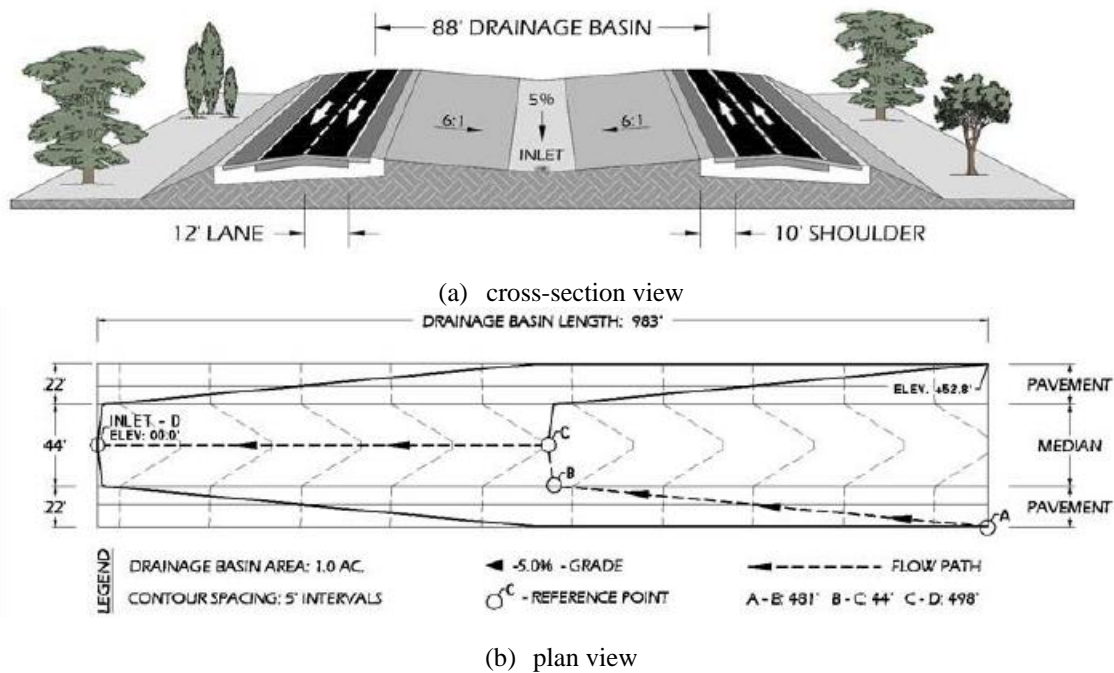 88' DRAINAGE BASIN
5%
6:1
6:1
INLET
12' LANE
10' SHOULDER
(a) cross-section view
DRAINAGE BASIN LENGTH: 983'
22'
ELEV. +52.8'
PAVEMENT
INLET - D
ELEV: 00.0'
C
44'
MEDIAN
B
22'
A
PAVEMENT
LEGEND
DRAINAGE BASIN AREA: 1.0 AC.
-5.0% - GRADE
FLOW PATH
CONTOUR SPACING: 5' INTERVALS
C - REFERENCE POINT
A - B: 481' B - C: 44' C - D: 498'
(b) plan view